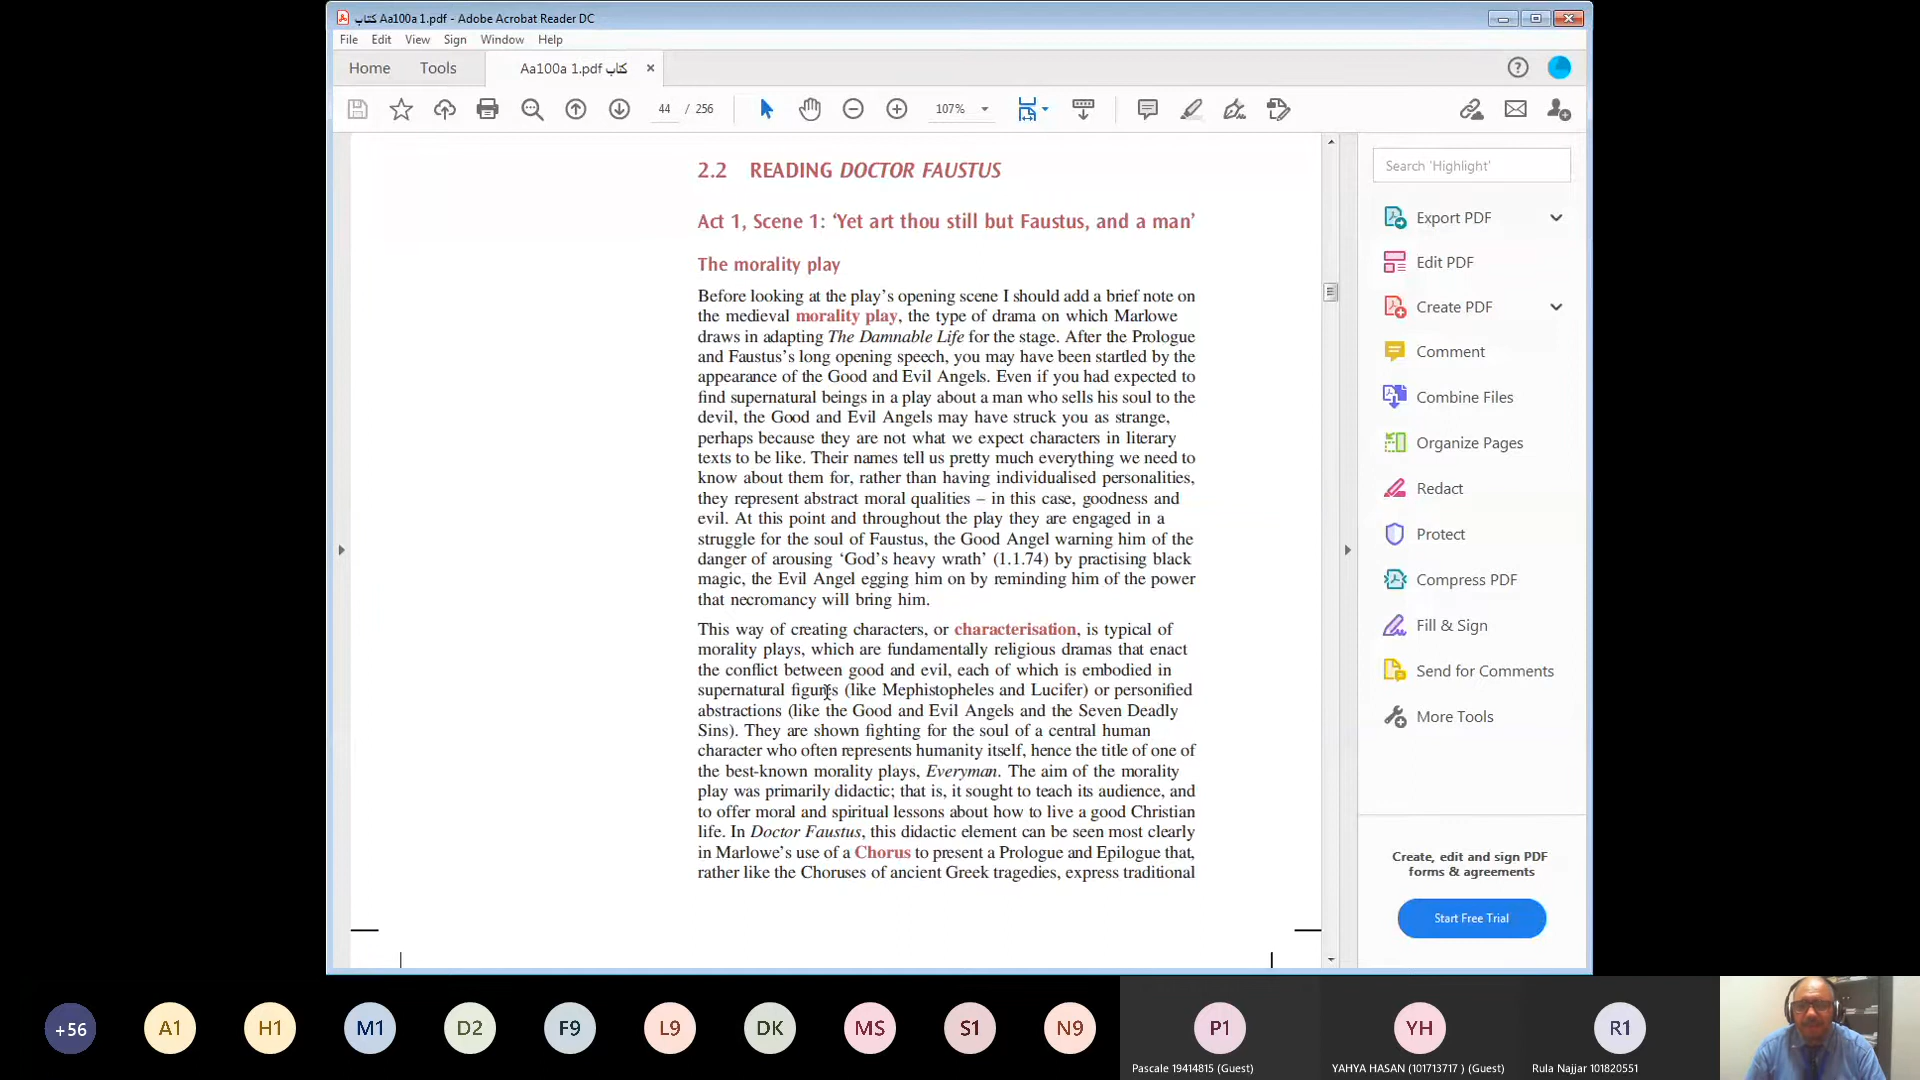 كتاب Aa100a 1.pdf - Adobe Acrobat Reader DC
File Edit View Sign Window Help
Home Tools Aa100a 1.pdf كتاب ×
44 / 256 107%
2.2 READING DOCTOR FAUSTUS
Act 1, Scene 1: ‘Yet art thou still but Faustus, and a man’
The morality play
Before looking at the play’s opening scene I should add a brief note on
the medieval morality play, the type of drama on which Marlowe
draws in adapting The Damnable Life for the stage. After the Prologue
and Faustus’s long opening speech, you may have been startled by the
appearance of the Good and Evil Angels. Even if you had expected to
find supernatural beings in a play about a man who sells his soul to the
devil, the Good and Evil Angels may have struck you as strange,
perhaps because they are not what we expect characters in literary
texts to be like. Their names tell us pretty much everything we need to
know about them for, rather than having individualised personalities,
they represent abstract moral qualities – in this case, goodness and
evil. At this point and throughout the play they are engaged in a
struggle for the soul of Faustus, the Good Angel warning him of the
danger of arousing ‘God’s heavy wrath’ (1.1.74) by practising black
magic, the Evil Angel egging him on by reminding him of the power
that necromancy will bring him.
This way of creating characters, or characterisation, is typical of
morality plays, which are fundamentally religious dramas that enact
the conflict between good and evil, each of which is embodied in
supernatural figures (like Mephistopheles and Lucifer) or personified
abstractions (like the Good and Evil Angels and the Seven Deadly
Sins). They are shown fighting for the soul of a central human
character who often represents humanity itself, hence the title of one of
the best-known morality plays, Everyman. The aim of the morality
play was primarily didactic; that is, it sought to teach its audience, and
to offer moral and spiritual lessons about how to live a good Christian
life. In Doctor Faustus, this didactic element can be seen most clearly
in Marlowe’s use of a Chorus to present a Prologue and Epilogue that,
rather like the Choruses of ancient Greek tragedies, express traditional
Search 'Highlight'
Export PDF
Edit PDF
Create PDF
Comment
Combine Files
Organize Pages
Redact
Protect
Compress PDF
Fill & Sign
Send for Comments
More Tools
Create, edit and sign PDF
forms & agreements
Start Free Trial
+56 A1 H1 M1 D2 F9 L9 DK MS S1 N9 P1 YH R1
Pascale 19414815 (Guest) YAHYA HASAN (101713717 ) (Guest) Rula Najjar 101820551